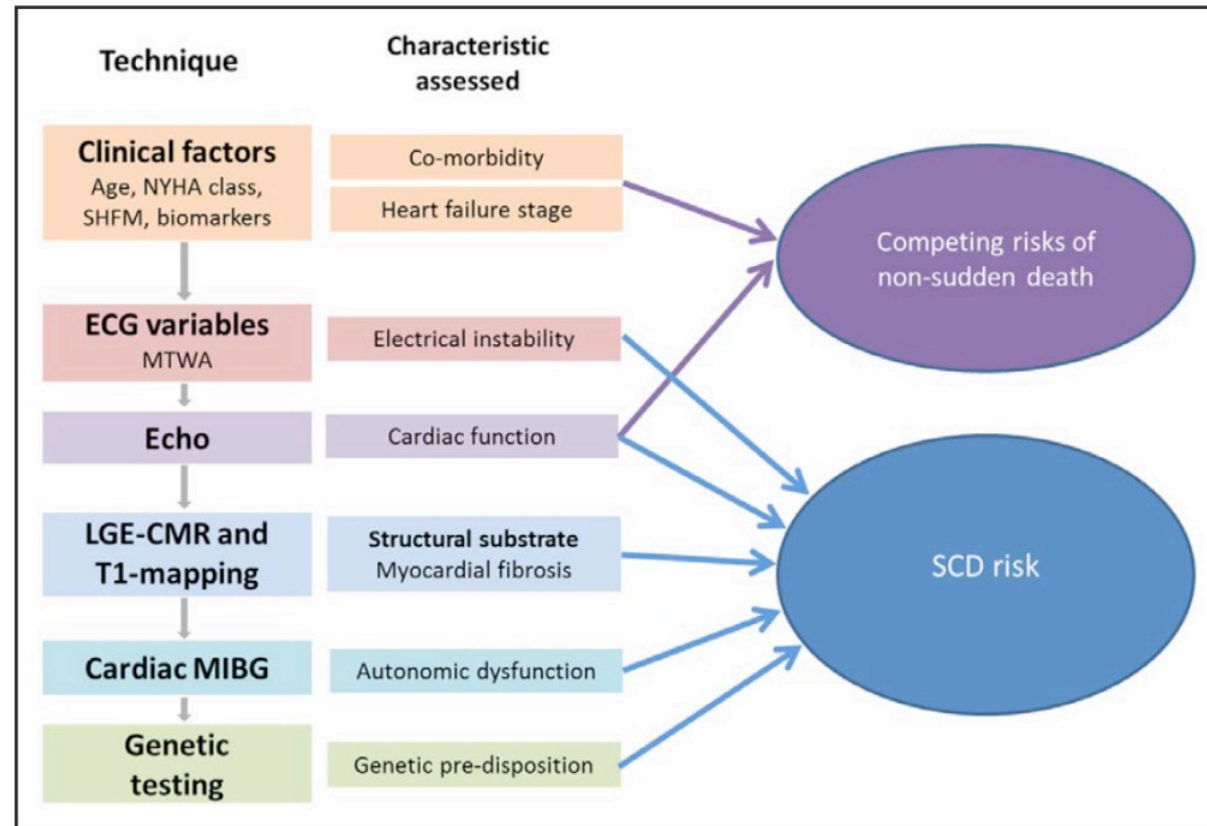 Technique
Characteristic
assessed
Clinical factors
Age, NYHA class,
SHFM, biomarkers
Co-morbidity
Heart failure stage
Competing risks of
non-sudden death
ECG variables
MTWA
Electrical instability
Echo
Cardiac function
LGE-CMR and
T1-mapping
Structural substrate
Myocardial fibrosis
SCD risk
Cardiac MIBG
Autonomic dysfunction
Genetic
testing
Genetic pre-disposition